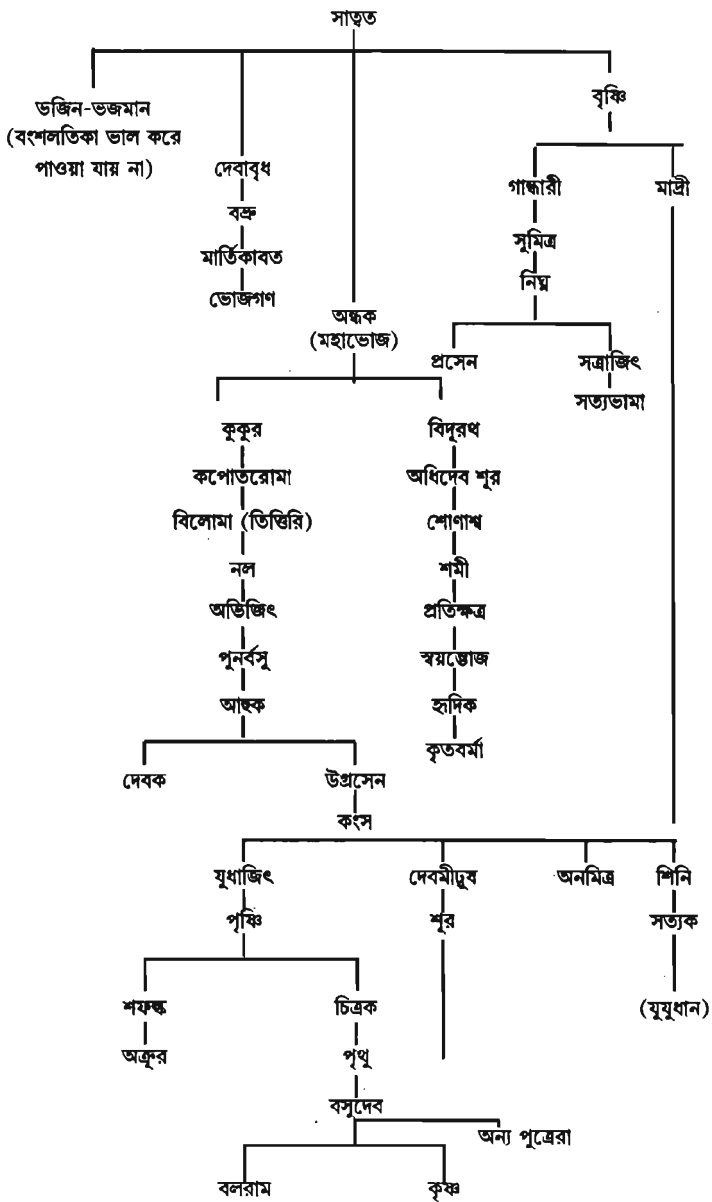 সাত্বত
ভজিন-ভজমান
(বংশলতিকা ভাল করে
পাওয়া যায় না)
দেবাবৃধ
বভ্রু
মার্তিকাবত
ভোজগণ
অন্ধক
(মহাভোজ)
বৃষ্ণি
গান্ধারী
মাদ্রী
সুমিত্র
নিঘ্ন
প্রসেন
সত্রাজিৎ
সত্যভামা
কুকুর
বিদূরথ
কপোতরোমা
অধিদেব শূর
বিলোমা (তিত্তিরি)
শোণাশ্ব
নল
শমী
অভিজিৎ
প্রতিক্ষত্র
পুনর্বসু
স্বয়ম্ভোজ
আহুক
হৃদিক
কৃতবর্মা
দেবক
উগ্রসেন
কংস
যুধাজিৎ
দেবমীঢ়ুষ
অনমিত্র
শিনি
পৃষ্ণি
শূর
সত্যক
শফল্ক
চিত্রক
(যুযুধান)
অক্রূর
পৃথু
বসুদেব
অন্য পুত্রেরা
বলরাম
কৃষ্ণ